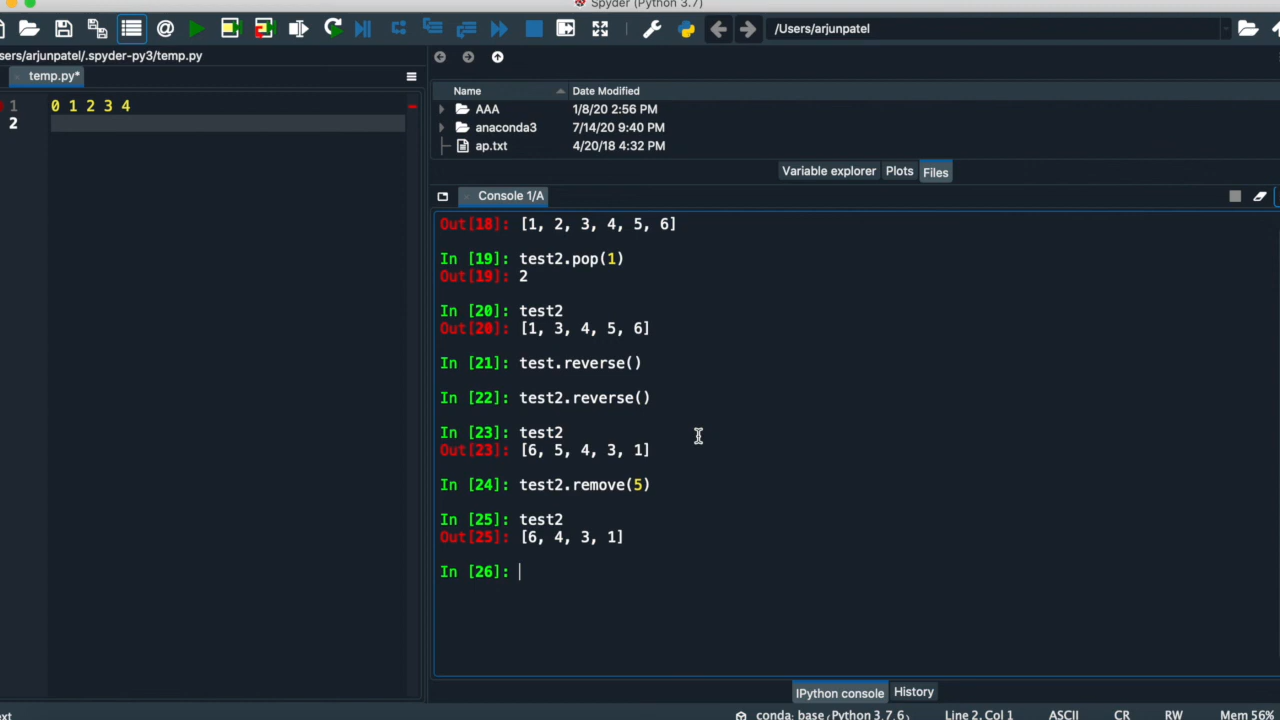 Spyder (Python 3.7)
/Users/arjunpatel
sers/arjunpatel/.spyder-py3/temp.py
temp.py*
1 0 1 2 3 4
2
Name Date Modified
AAA 1/8/20 2:56 PM
anaconda3 7/14/20 9:40 PM
ap.txt 4/20/18 4:32 PM
Variable explorer Plots Files
Console 1/A
Out[18]: [1, 2, 3, 4, 5, 6]
In [19]: test2.pop(1)
Out[19]: 2
In [20]: test2
Out[20]: [1, 3, 4, 5, 6]
In [21]: test.reverse()
In [22]: test2.reverse()
In [23]: test2
Out[23]: [6, 5, 4, 3, 1]
In [24]: test2.remove(5)
In [25]: test2
Out[25]: [6, 4, 3, 1]
In [26]:
IPython console History
ext conda: base (Python 3.7.6) Line 2, Col 1 ASCII CR RW Mem 56%